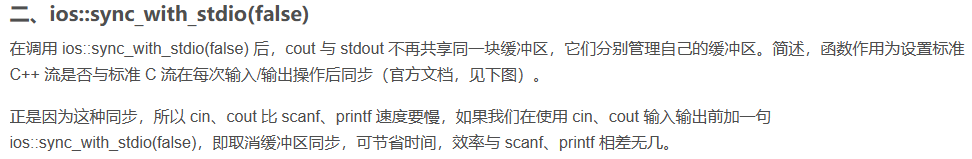 二、ios::sync_with_stdio(false)
在调用 ios::sync_with_stdio(false) 后，cout 与 stdout 不再共享同一块缓冲区，它们分别管理自己的缓冲区。简述，函数作用为设置标准
C++ 流是否与标准 C 流在每次输入/输出操作后同步（官方文档，见下图）。
正是因为这种同步，所以 cin、cout 比 scanf、printf 速度要慢，如果我们在使用 cin、cout 输入输出前加一句
ios::sync_with_stdio(false)，即取消缓冲区同步，可节省时间，效率与 scanf、printf 相差无几。